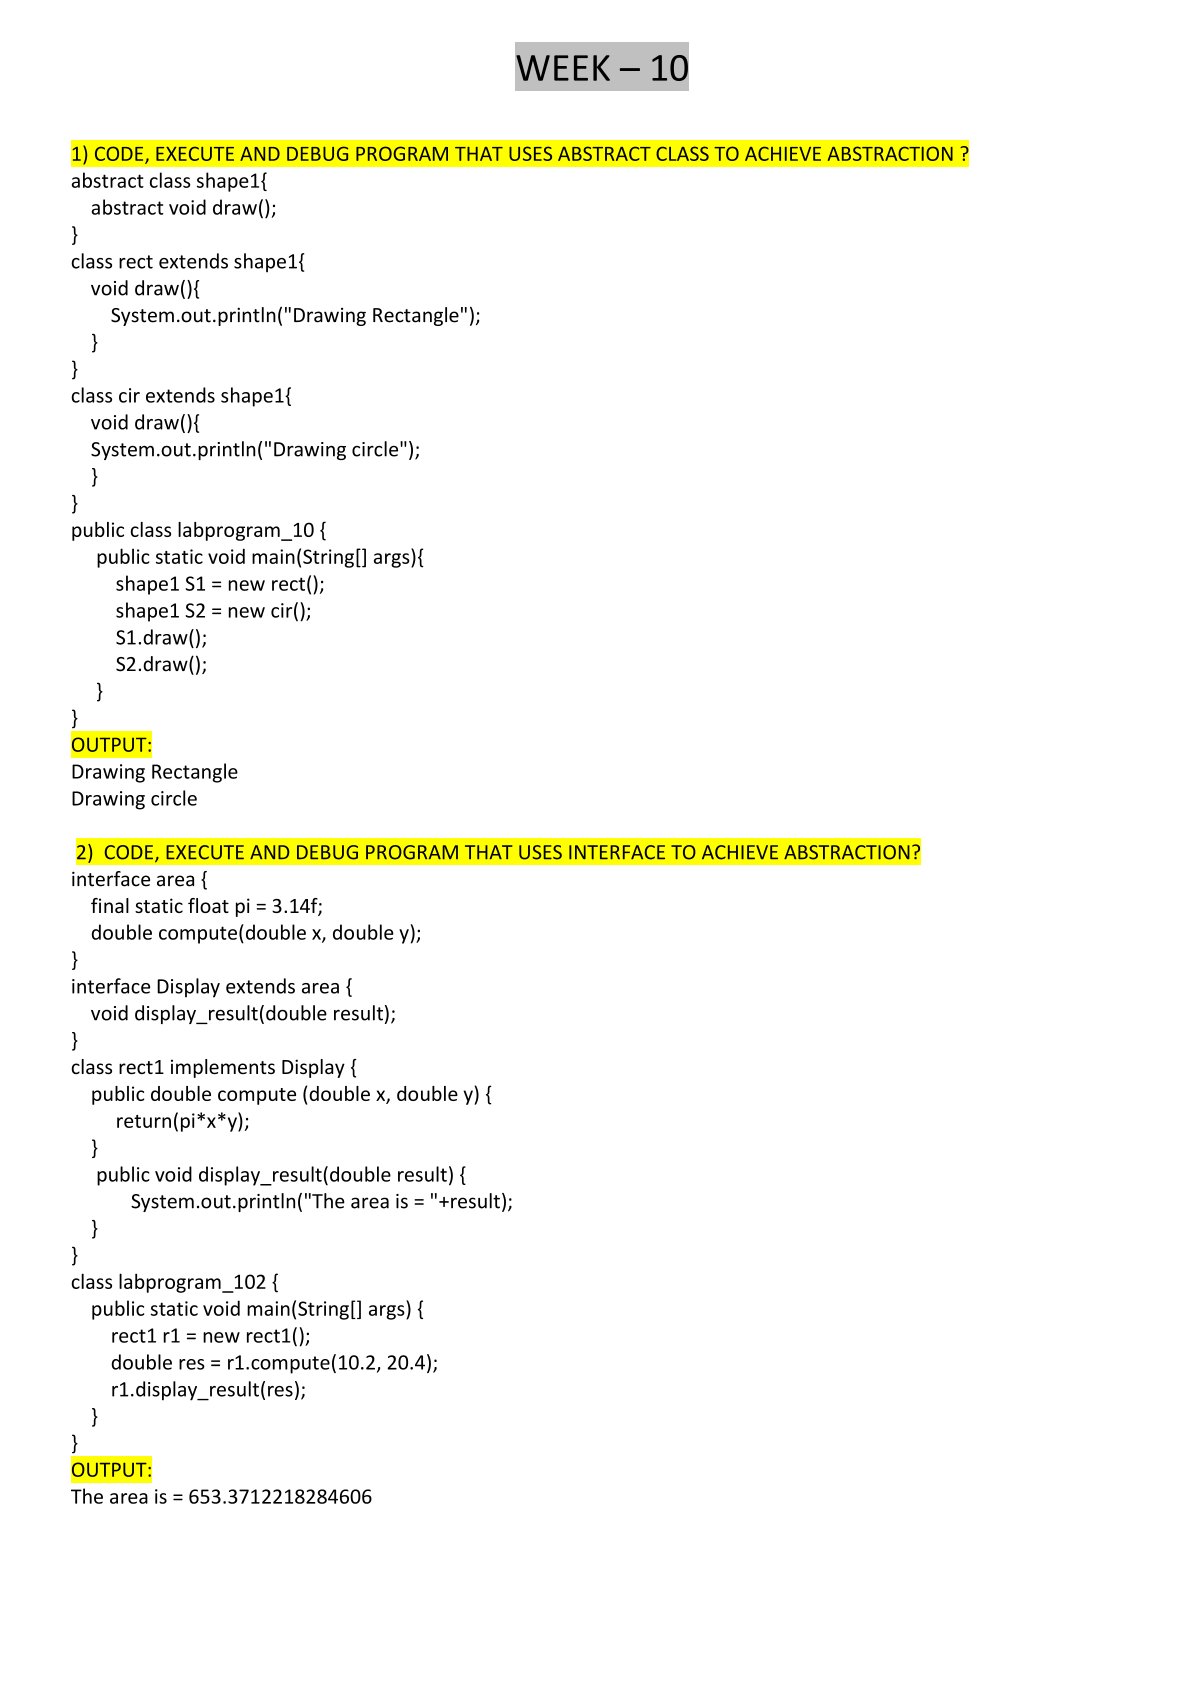 WEEK – 10
1) CODE, EXECUTE AND DEBUG PROGRAM THAT USES ABSTRACT CLASS TO ACHIEVE ABSTRACTION ?
abstract class shape1{
abstract void draw();
}
class rect extends shape1{
void draw(){
System.out.println("Drawing Rectangle");
}
}
class cir extends shape1{
void draw(){
System.out.println("Drawing circle");
}
}
public class labprogram_10 {
public static void main(String[] args){
shape1 S1 = new rect();
shape1 S2 = new cir();
S1.draw();
S2.draw();
}
}
OUTPUT:
Drawing Rectangle
Drawing circle
2) CODE, EXECUTE AND DEBUG PROGRAM THAT USES INTERFACE TO ACHIEVE ABSTRACTION?
interface area {
final static float pi = 3.14f;
double compute(double x, double y);
}
interface Display extends area {
void display_result(double result);
}
class rect1 implements Display {
public double compute (double x, double y) {
return(pi*x*y);
}
public void display_result(double result) {
System.out.println("The area is = "+result);
}
}
class labprogram_102 {
public static void main(String[] args) {
rect1 r1 = new rect1();
double res = r1.compute(10.2, 20.4);
r1.display_result(res);
}
}
OUTPUT:
The area is = 653.3712218284606